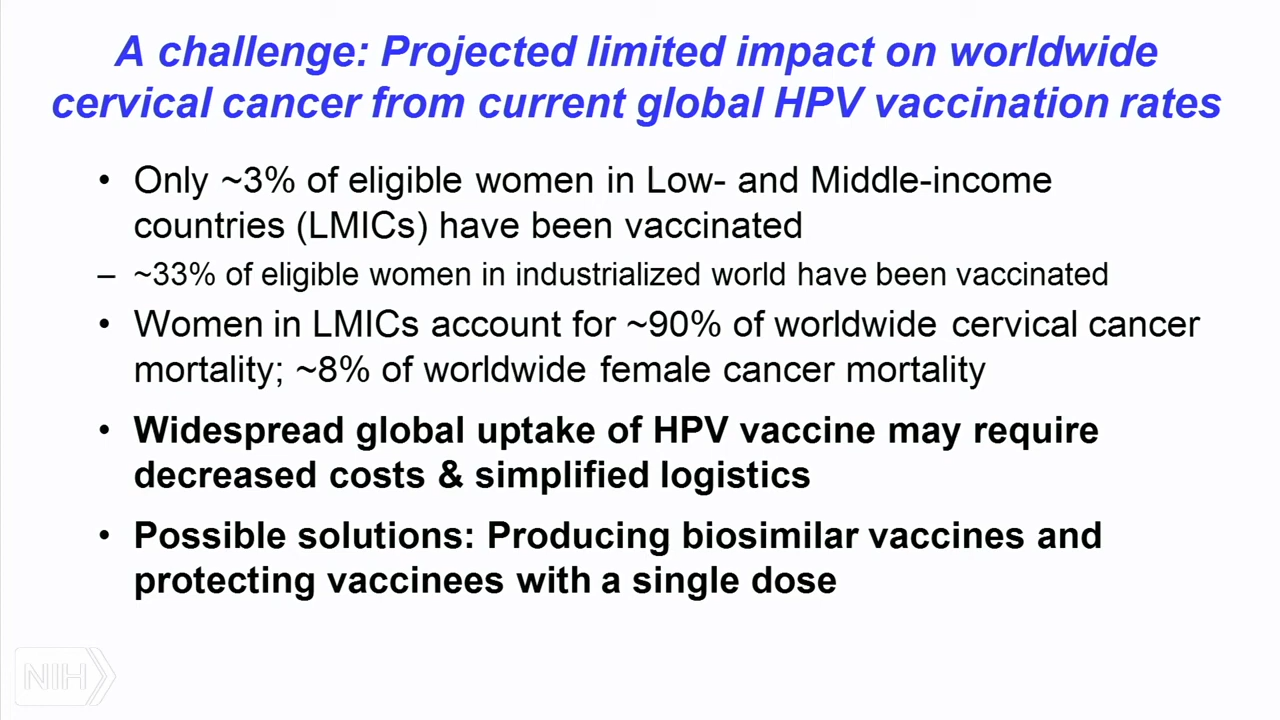 A challenge: Projected limited impact on worldwide
cervical cancer from current global HPV vaccination rates
• Only ~3% of eligible women in Low- and Middle-income
countries (LMICs) have been vaccinated
– ~33% of eligible women in industrialized world have been vaccinated
• Women in LMICs account for ~90% of worldwide cervical cancer
mortality; ~8% of worldwide female cancer mortality
• Widespread global uptake of HPV vaccine may require
decreased costs & simplified logistics
• Possible solutions: Producing biosimilar vaccines and
protecting vaccinees with a single dose
NIH